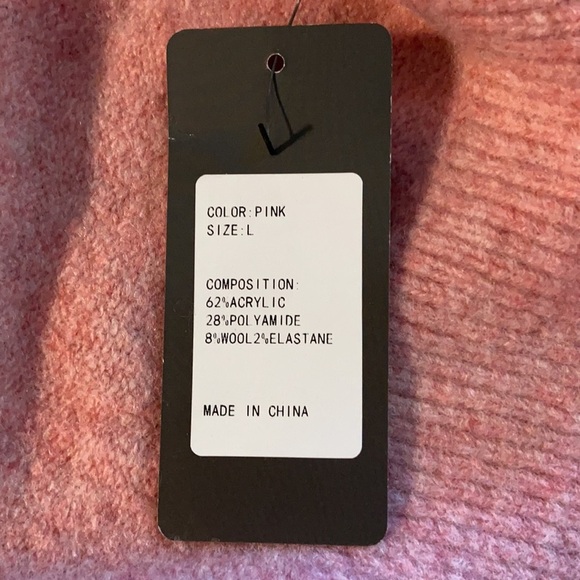 COLOR:PINK
SIZE:L
COMPOSITION:
62%ACRYLIC
28%POLYAMIDE
8%WOOL2%ELASTANE
MADE IN CHINA